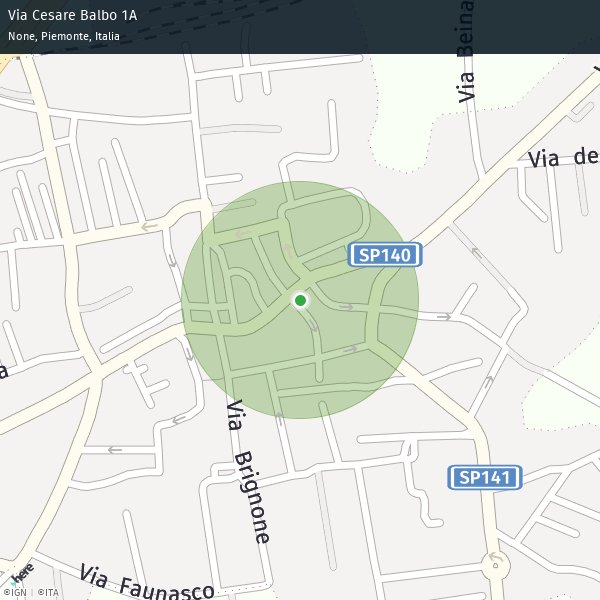 Via Cesare Balbo 1A
None, Piemonte, Italia
Via Beina
Via de
SP140
Via Brignone
SP141
Via Faunasco
here
©IGN | ©ITA